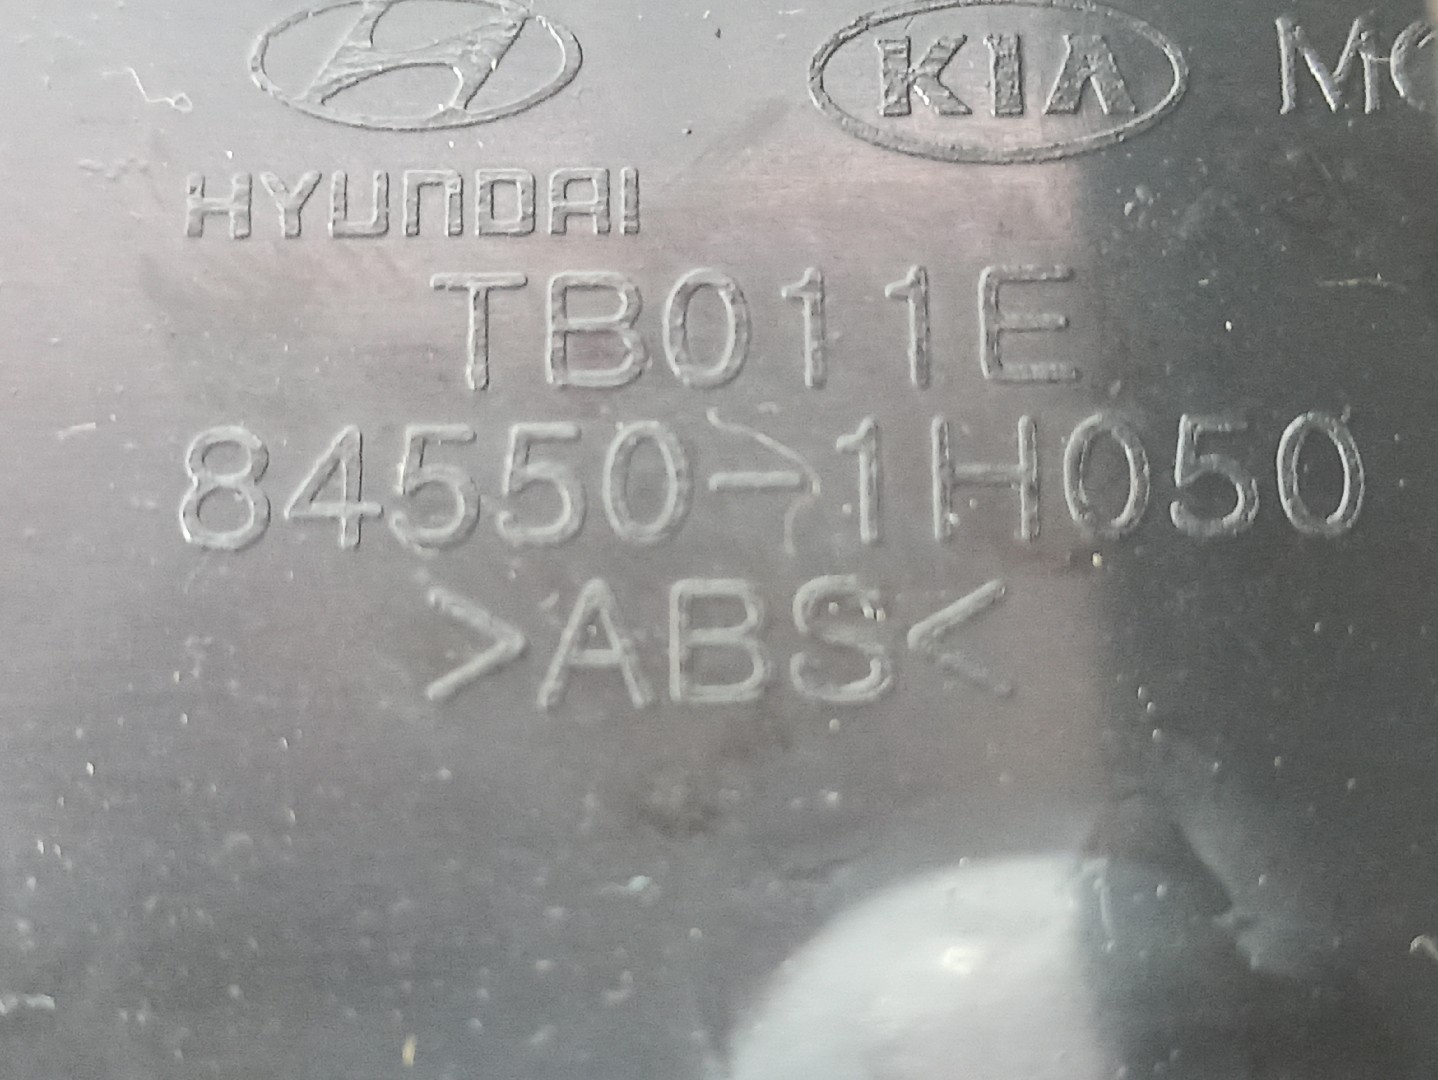 KIA
HYUNDAI
TB011E
84550-1H050
>ABS<